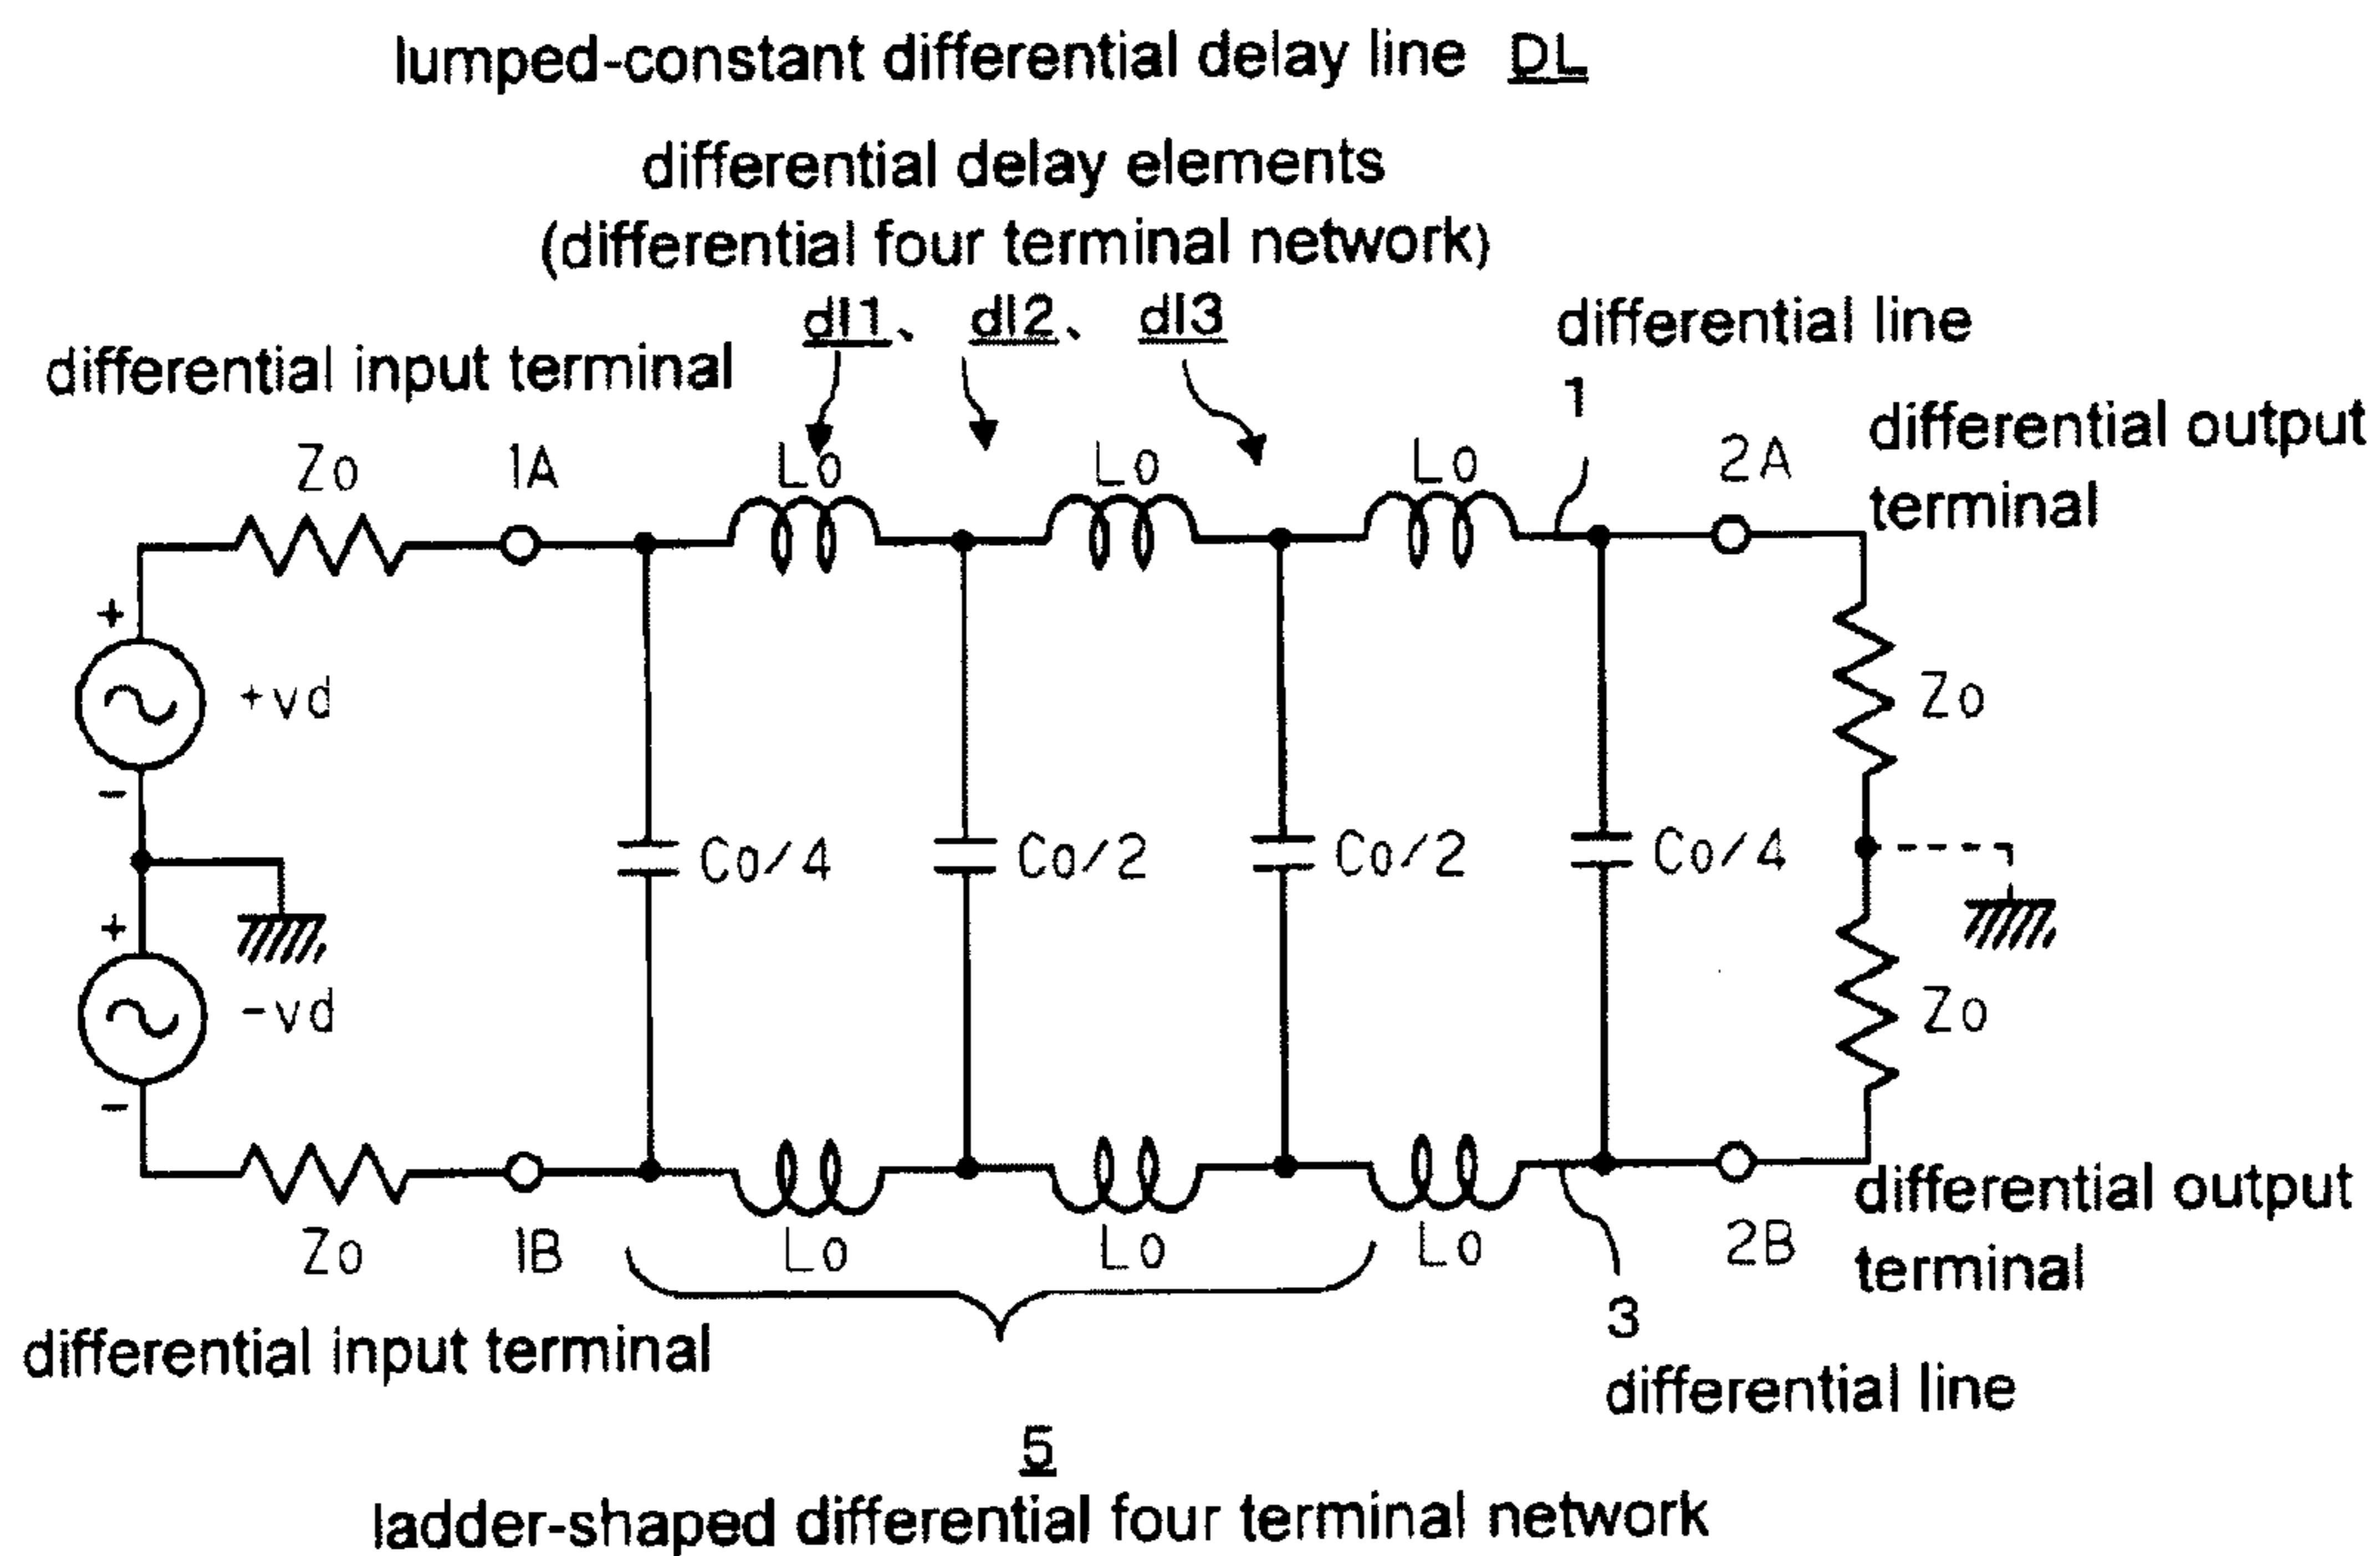 lumped-constant differential delay line DL
differential delay elements
(differential four terminal network)
dl1、 dl2、 dl3
differential line
differential input terminal
1
differential output
terminal
Zo 1A Lo Lo Lo 2A
+
+vd
Zo
−
Co/4 Co/2 Co/2 Co/4
+
−vd
Zo
−
differential output
terminal
Zo 1B Lo Lo Lo 2B
3
differential input terminal
differential line
5
ladder-shaped differential four terminal network